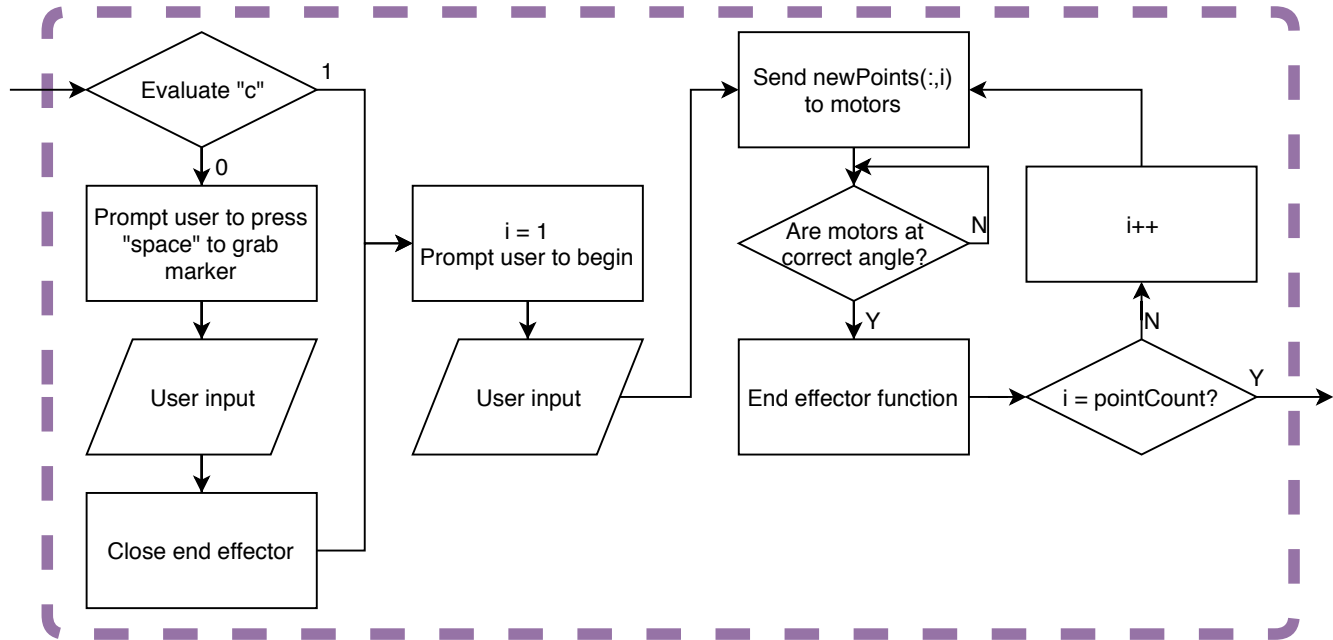 Evaluate "c"
1
0
Prompt user to press
"space" to grab
marker
User input
Close end effector
i = 1
Prompt user to begin
User input
Send newPoints(:,i)
to motors
Are motors at
correct angle?
N
Y
End effector function
i = pointCount?
N
i++
Y